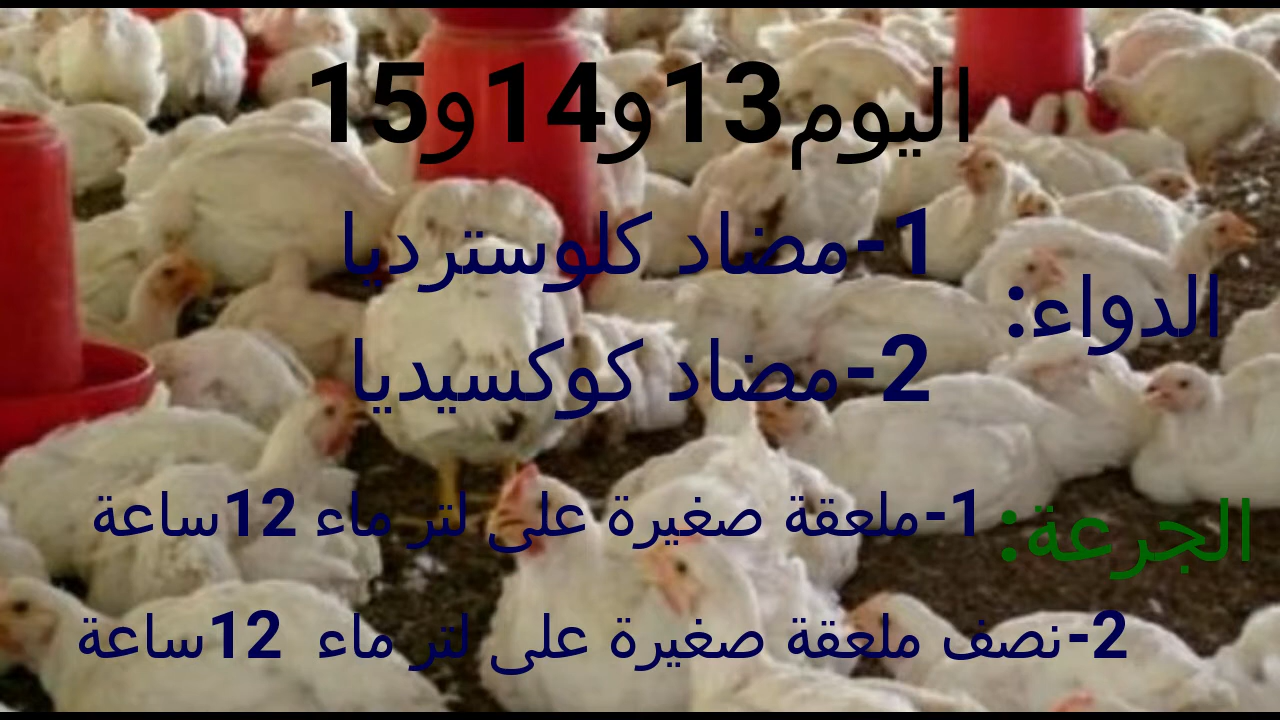 اليوم13و14و15
1-مضاد كلوسترديا
الدواء:
2-مضاد كوكسيديا
الجرعة: 1-ملعقة صغيرة على لتر ماء 12ساعة
2-نصف ملعقة صغيرة على لتر ماء 12ساعة